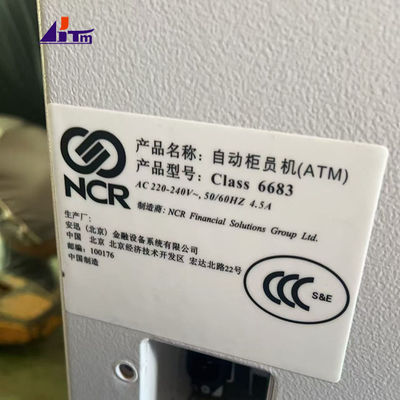 AJTM
NCR
产品名称: 自动柜员机(ATM)
产品型号: Class 6683
AC 220-240V~, 50/60HZ 4.5A
制造商: NCR Financial Solutions Group Ltd.
生产厂:
安迅 (北京) 金融设备系统有限公司
中国 北京 北京经济技术开发区 宏达北路22号
邮编: 100176
中国制造
CCC
S&E